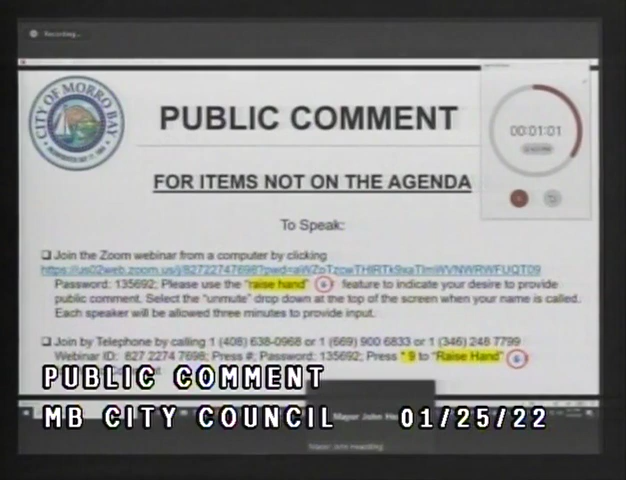 Recording...
CITY OF MORRO BAY
PUBLIC COMMENT
00:01:01
FOR ITEMS NOT ON THE AGENDA
To Speak:
Join the Zoom webinar from a computer by clicking
Password: 135692; Please use the "raise hand" feature to indicate your desire to provide
public comment. Select the "unmute" drop down at the top of the screen when your name is called.
Each speaker will be allowed three minutes to provide input.
Join by Telephone by calling 1 (408) 638-0968 or 1 (669) 900 6833 or 1 (346) 248 7799
Webinar ID: 827 2274 7698; Press #; Password: 135692; Press * 9 to "Raise Hand"
PUBLIC COMMENT
MB CITY COUNCIL 01/25/22
Mayor John